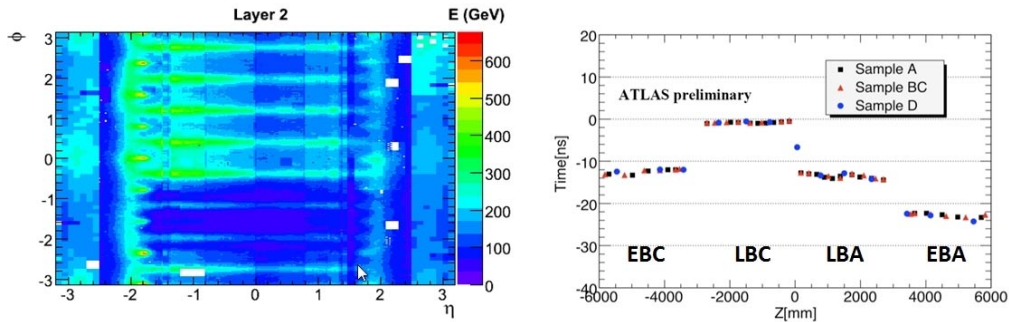 Layer 2
E (GeV)
ϕ
3
2
1
0
-1
-2
-3
-3 -2 -1 0 1 2 3
η
600
500
400
300
200
100
0
Time[ns]
20
10
0
-10
-20
-30
-40
ATLAS preliminary
Sample A
Sample BC
Sample D
EBC LBC LBA EBA
-6000 -4000 -2000 0 2000 4000 6000
Z[mm]